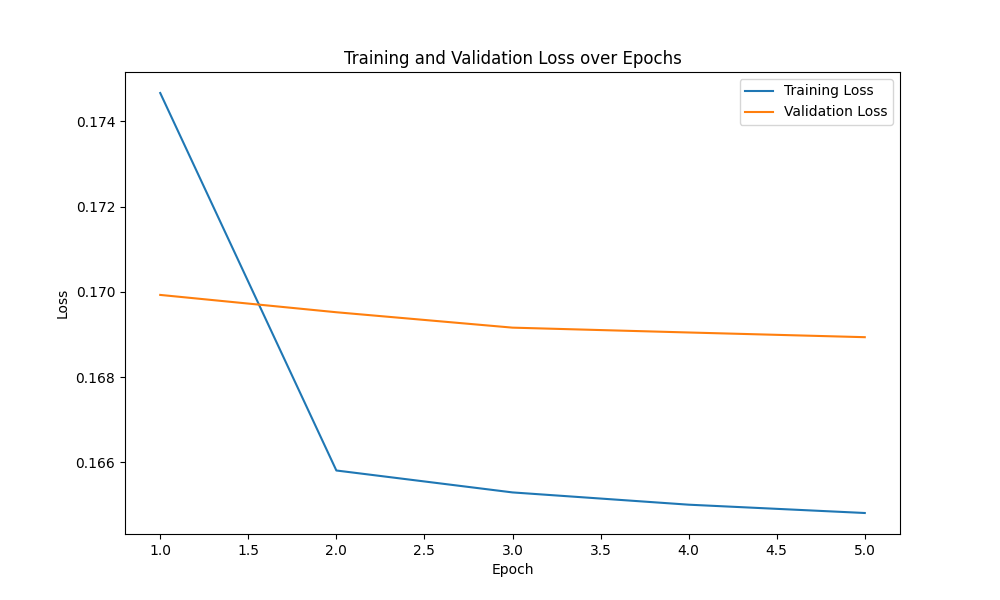 Training and Validation Loss over Epochs
Training Loss
Validation Loss
0.174
0.172
0.170
0.168
0.166
Loss
1.0 1.5 2.0 2.5 3.0 3.5 4.0 4.5 5.0
Epoch